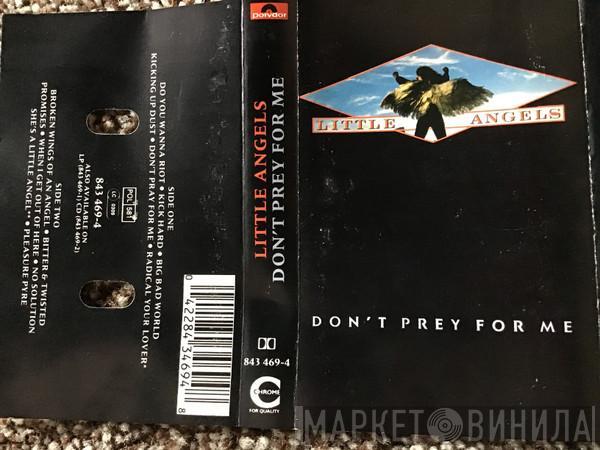 SIDE ONE
DO YOU WANNA RIOT • KICK HARD • BIG BAD WORLD
KICKING UP DUST • DON'T PRAY FOR ME • RADICAL YOUR LOVER*
SIDE TWO
BROKEN WINGS OF AN ANGEL • BITTER & TWISTED
PROMISES • WHEN I GET OUT OF HERE • NO SOLUTION
SHE'S A LITTLE ANGEL** • PLEASURE PYRE
843 469-4
ALSO AVAILABLE ON
LP (843 469-1) CD (843 469-2)
POL 581
LC 0309
0 42284 34694 8
polydor
LITTLE ANGELS
DON'T PREY FOR ME
843 469-4
CHROME
FOR QUALITY
LITTLE ANGELS
DON'T PREY FOR ME
МАРКЕТ ВИНИЛА